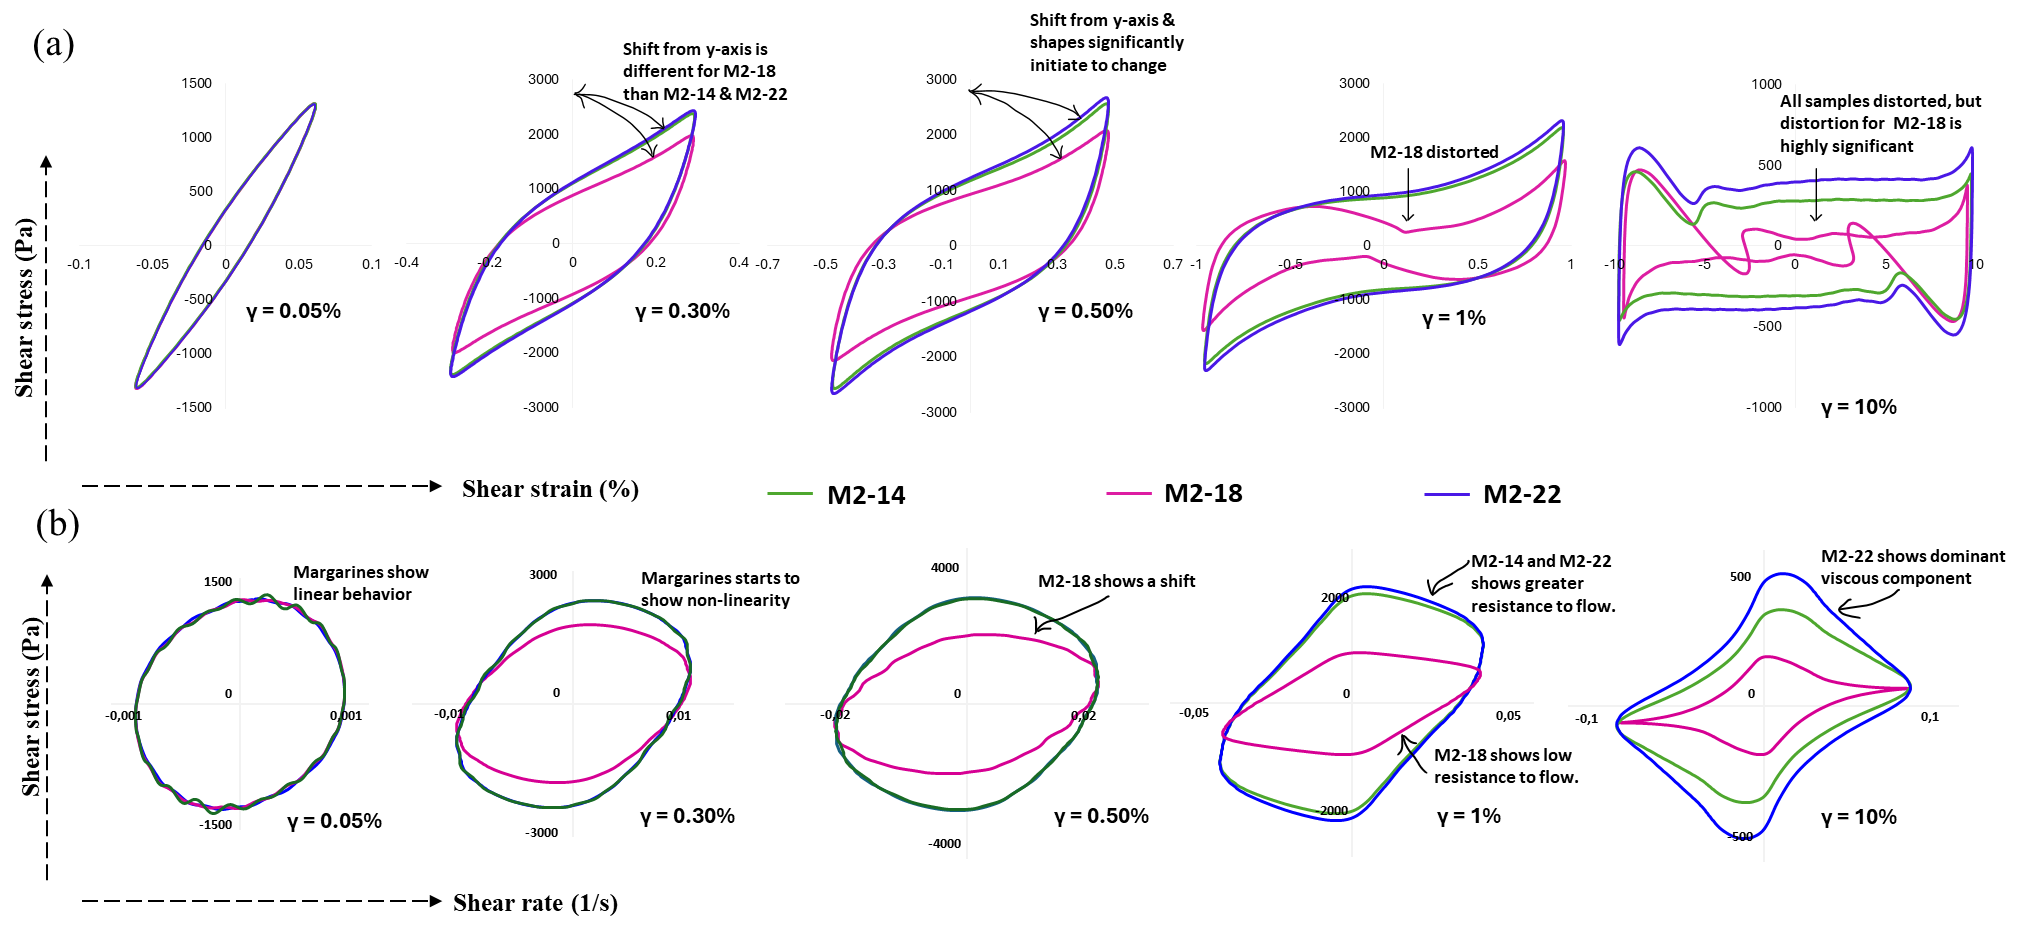 (a)
Shear stress (Pa)
1500
1000
500
0
-500
-1000
-1500
-0.1
-0.05
0
0.05
0.1
γ = 0.05%
Shift from y-axis is
different for M2-18
than M2-14 & M2-22
3000
2000
1000
0
-1000
-2000
-3000
-0.4
-0.2
0
0.2
0.4
γ = 0.30%
Shift from y-axis &
shapes significantly
initiate to change
3000
2000
1000
0
-1000
-2000
-3000
-0.7
-0.5
-0.3
-0.1
0.1
0.3
0.5
0.7
γ = 0.50%
M2-18 distorted
3000
2000
1000
0
-1000
-2000
-3000
-1
-0.5
0
0.5
1
γ = 1%
All samples distorted, but
distortion for M2-18 is
highly significant
1000
500
0
-500
-1000
-10
-5
0
5
10
γ = 10%
Shear strain (%)
M2-14
M2-18
M2-22
(b)
Shear stress (Pa)
Margarines show
linear behavior
1500
0
-1500
-0,001
0,001
γ = 0.05%
Margarines starts to
show non-linearity
3000
0
-3000
-0,01
0,01
γ = 0.30%
M2-18 shows a shift
4000
0
-4000
-0,02
0,02
γ = 0.50%
M2-14 and M2-22
shows greater
resistance to flow.
2000
0
-2000
-0,05
0,05
M2-18 shows low
resistance to flow.
γ = 1%
M2-22 shows dominant
viscous component
500
0
-500
-0,1
0,1
γ = 10%
Shear rate (1/s)